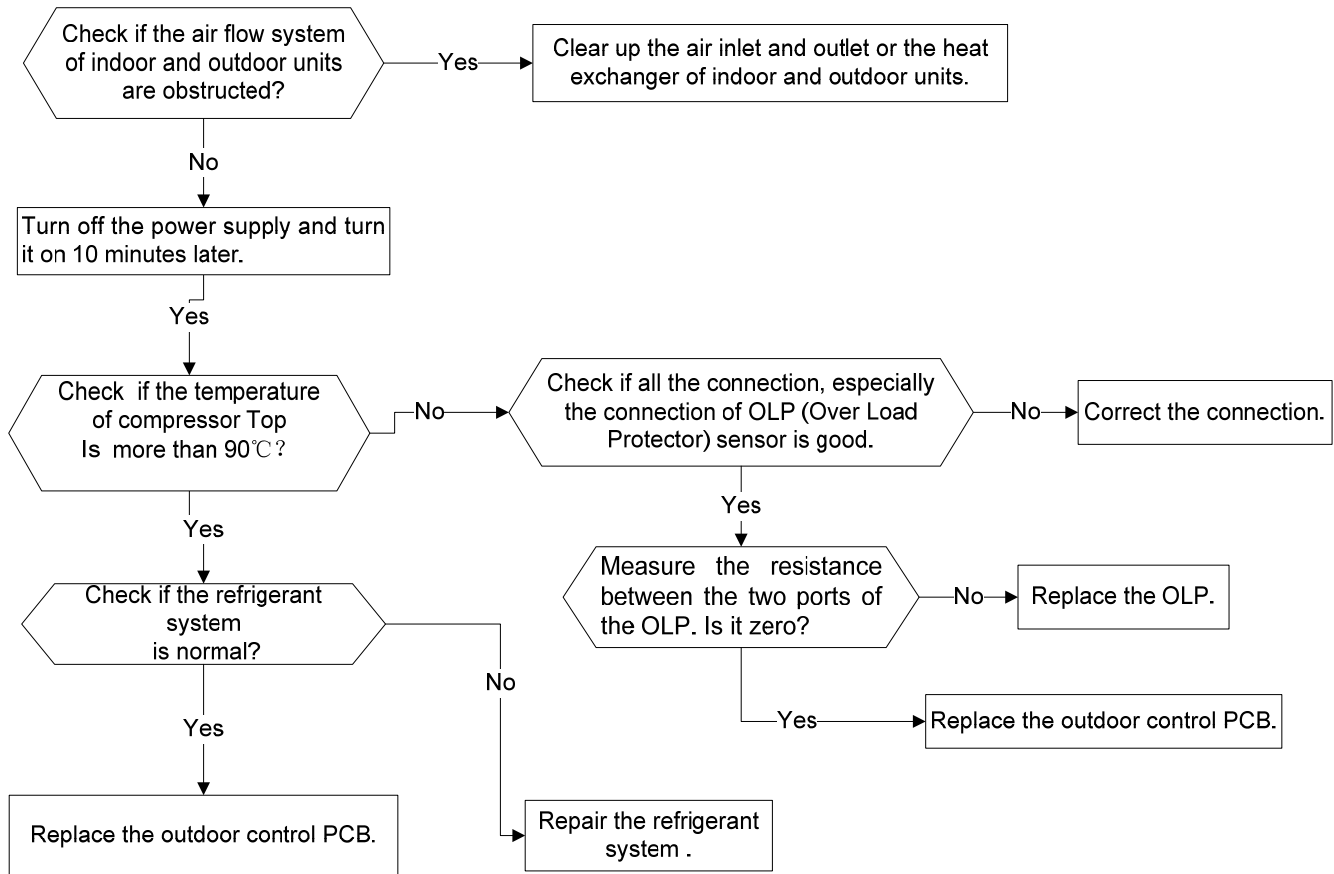 Check if the air flow system
of indoor and outdoor units
are obstructed?
Yes
Clear up the air inlet and outlet or the heat
exchanger of indoor and outdoor units.
No
Turn off the power supply and turn
it on 10 minutes later.
Yes
Check if the temperature
of compressor Top
Is more than 90℃?
No
Check if all the connection, especially
the connection of OLP (Over Load
Protector) sensor is good.
No
Correct the connection.
Yes
Yes
Measure the resistance
between the two ports of
the OLP. Is it zero?
No
Replace the OLP.
Check if the refrigerant
system
is normal?
No
Yes
Yes
Replace the outdoor control PCB.
Replace the outdoor control PCB.
Repair the refrigerant
system .